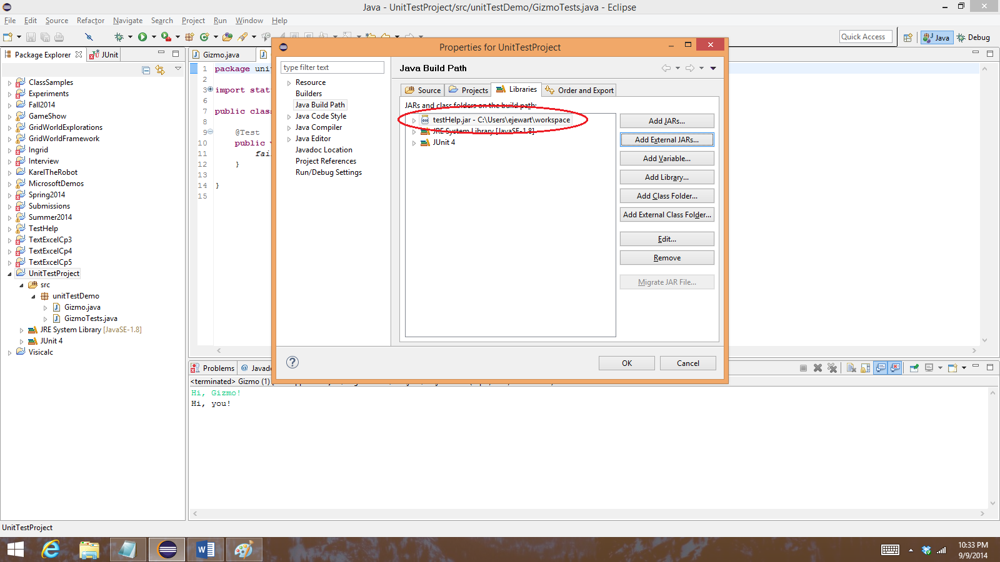 Java - UnitTestProject/src/unitTestDemo/GizmoTests.java - Eclipse
File Edit Source Refactor Navigate Search Project Run Window Help
Quick Access
Java
Debug
Package Explorer
JUnit
ClassSamples
Experiments
Fall2014
GameShow
GridWorldExplorations
GridWorldFramework
Ingrid
Interview
KarelTheRobot
MicrosoftDemos
Spring2014
Submissions
Summer2014
TestHelp
TextExcelCp3
TextExcelCp4
TextExcelCp5
UnitTestProject
src
unitTestDemo
Gizmo.java
GizmoTests.java
JRE System Library [JavaSE-1.8]
JUnit 4
Visicalc
Gizmo.java
1 package uni
2
3 import stat
6
7 public class
8
9 @Test
10 public v
11 fai
12 }
13
14 }
15
Properties for UnitTestProject
type filter text
Resource
Builders
Java Build Path
Java Code Style
Java Compiler
Java Editor
Javadoc Location
Project References
Run/Debug Settings
Java Build Path
Source Projects Libraries Order and Export
JARs and class folders on the build path:
testHelp.jar - C:\Users\ejewart\workspace
JRE System Library [JavaSE-1.8]
JUnit 4
Add JARs...
Add External JARs...
Add Variable...
Add Library...
Add Class Folder...
Add External Class Folder...
Edit...
Remove
Migrate JAR File...
OK Cancel
Problems @ Javado
<terminated> Gizmo (1)
Hi, Gizmo!
Hi, you!
UnitTestProject
10:33 PM
9/9/2014